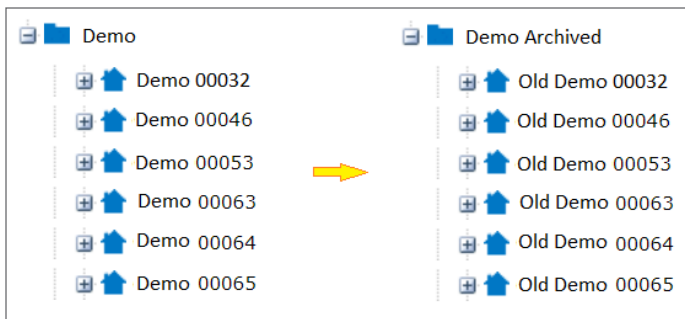 Demo
Demo 00032
Demo 00046
Demo 00053
Demo 00063
Demo 00064
Demo 00065
Demo Archived
Old Demo 00032
Old Demo 00046
Old Demo 00053
Old Demo 00063
Old Demo 00064
Old Demo 00065